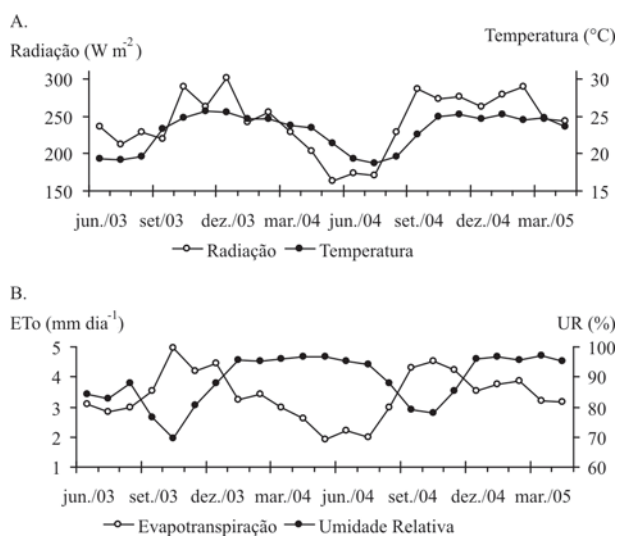 A.
Radiação (W m⁻²) Temperatura (°C)
300 30
250 25
200 20
150 15
jun./03 set/03 dez./03 mar./04 jun./04 set./04 dez./04 mar./05
Radiação Temperatura
B.
ETo (mm dia⁻¹) UR (%)
5 100
4 90
3 80
2 70
1 60
jun./03 set./03 dez./03 mar./04 jun./04 set./04 dez./04 mar./05
Evapotranspiração Umidade Relativa